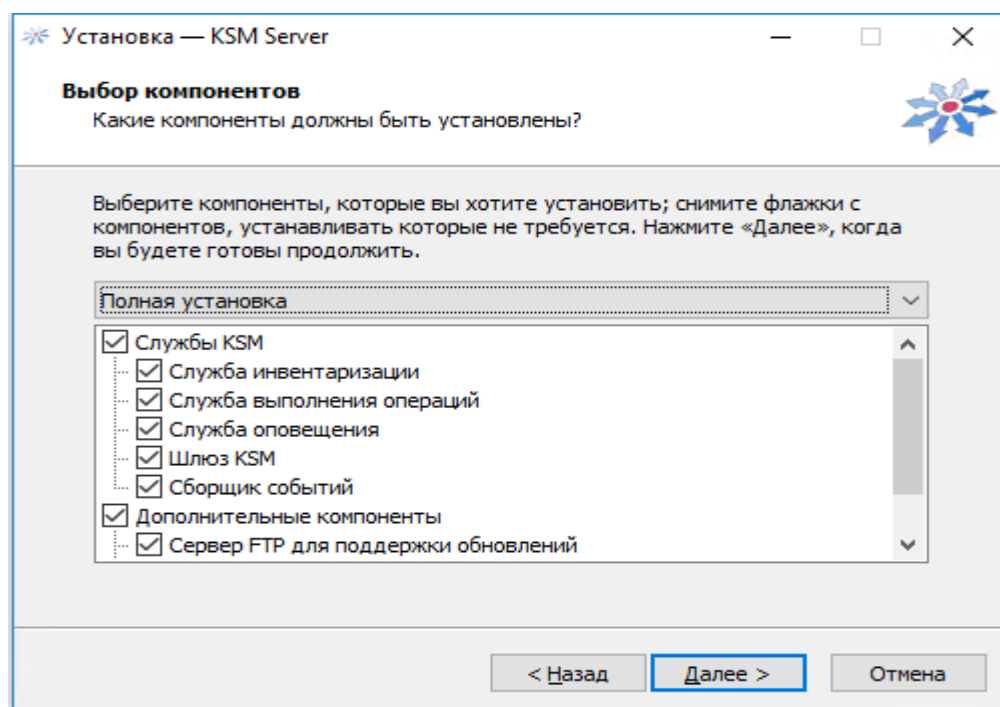 Установка — KSM Server
Выбор компонентов
Какие компоненты должны быть установлены?
Выберите компоненты, которые вы хотите установить; снимите флажки с
компонентов, устанавливать которые не требуется. Нажмите «Далее», когда
вы будете готовы продолжить.
Полная установка
Службы KSM
Служба инвентаризации
Служба выполнения операций
Служба оповещения
Шлюз KSM
Сборщик событий
Дополнительные компоненты
Сервер FTP для поддержки обновлений
< Назад Далее > Отмена